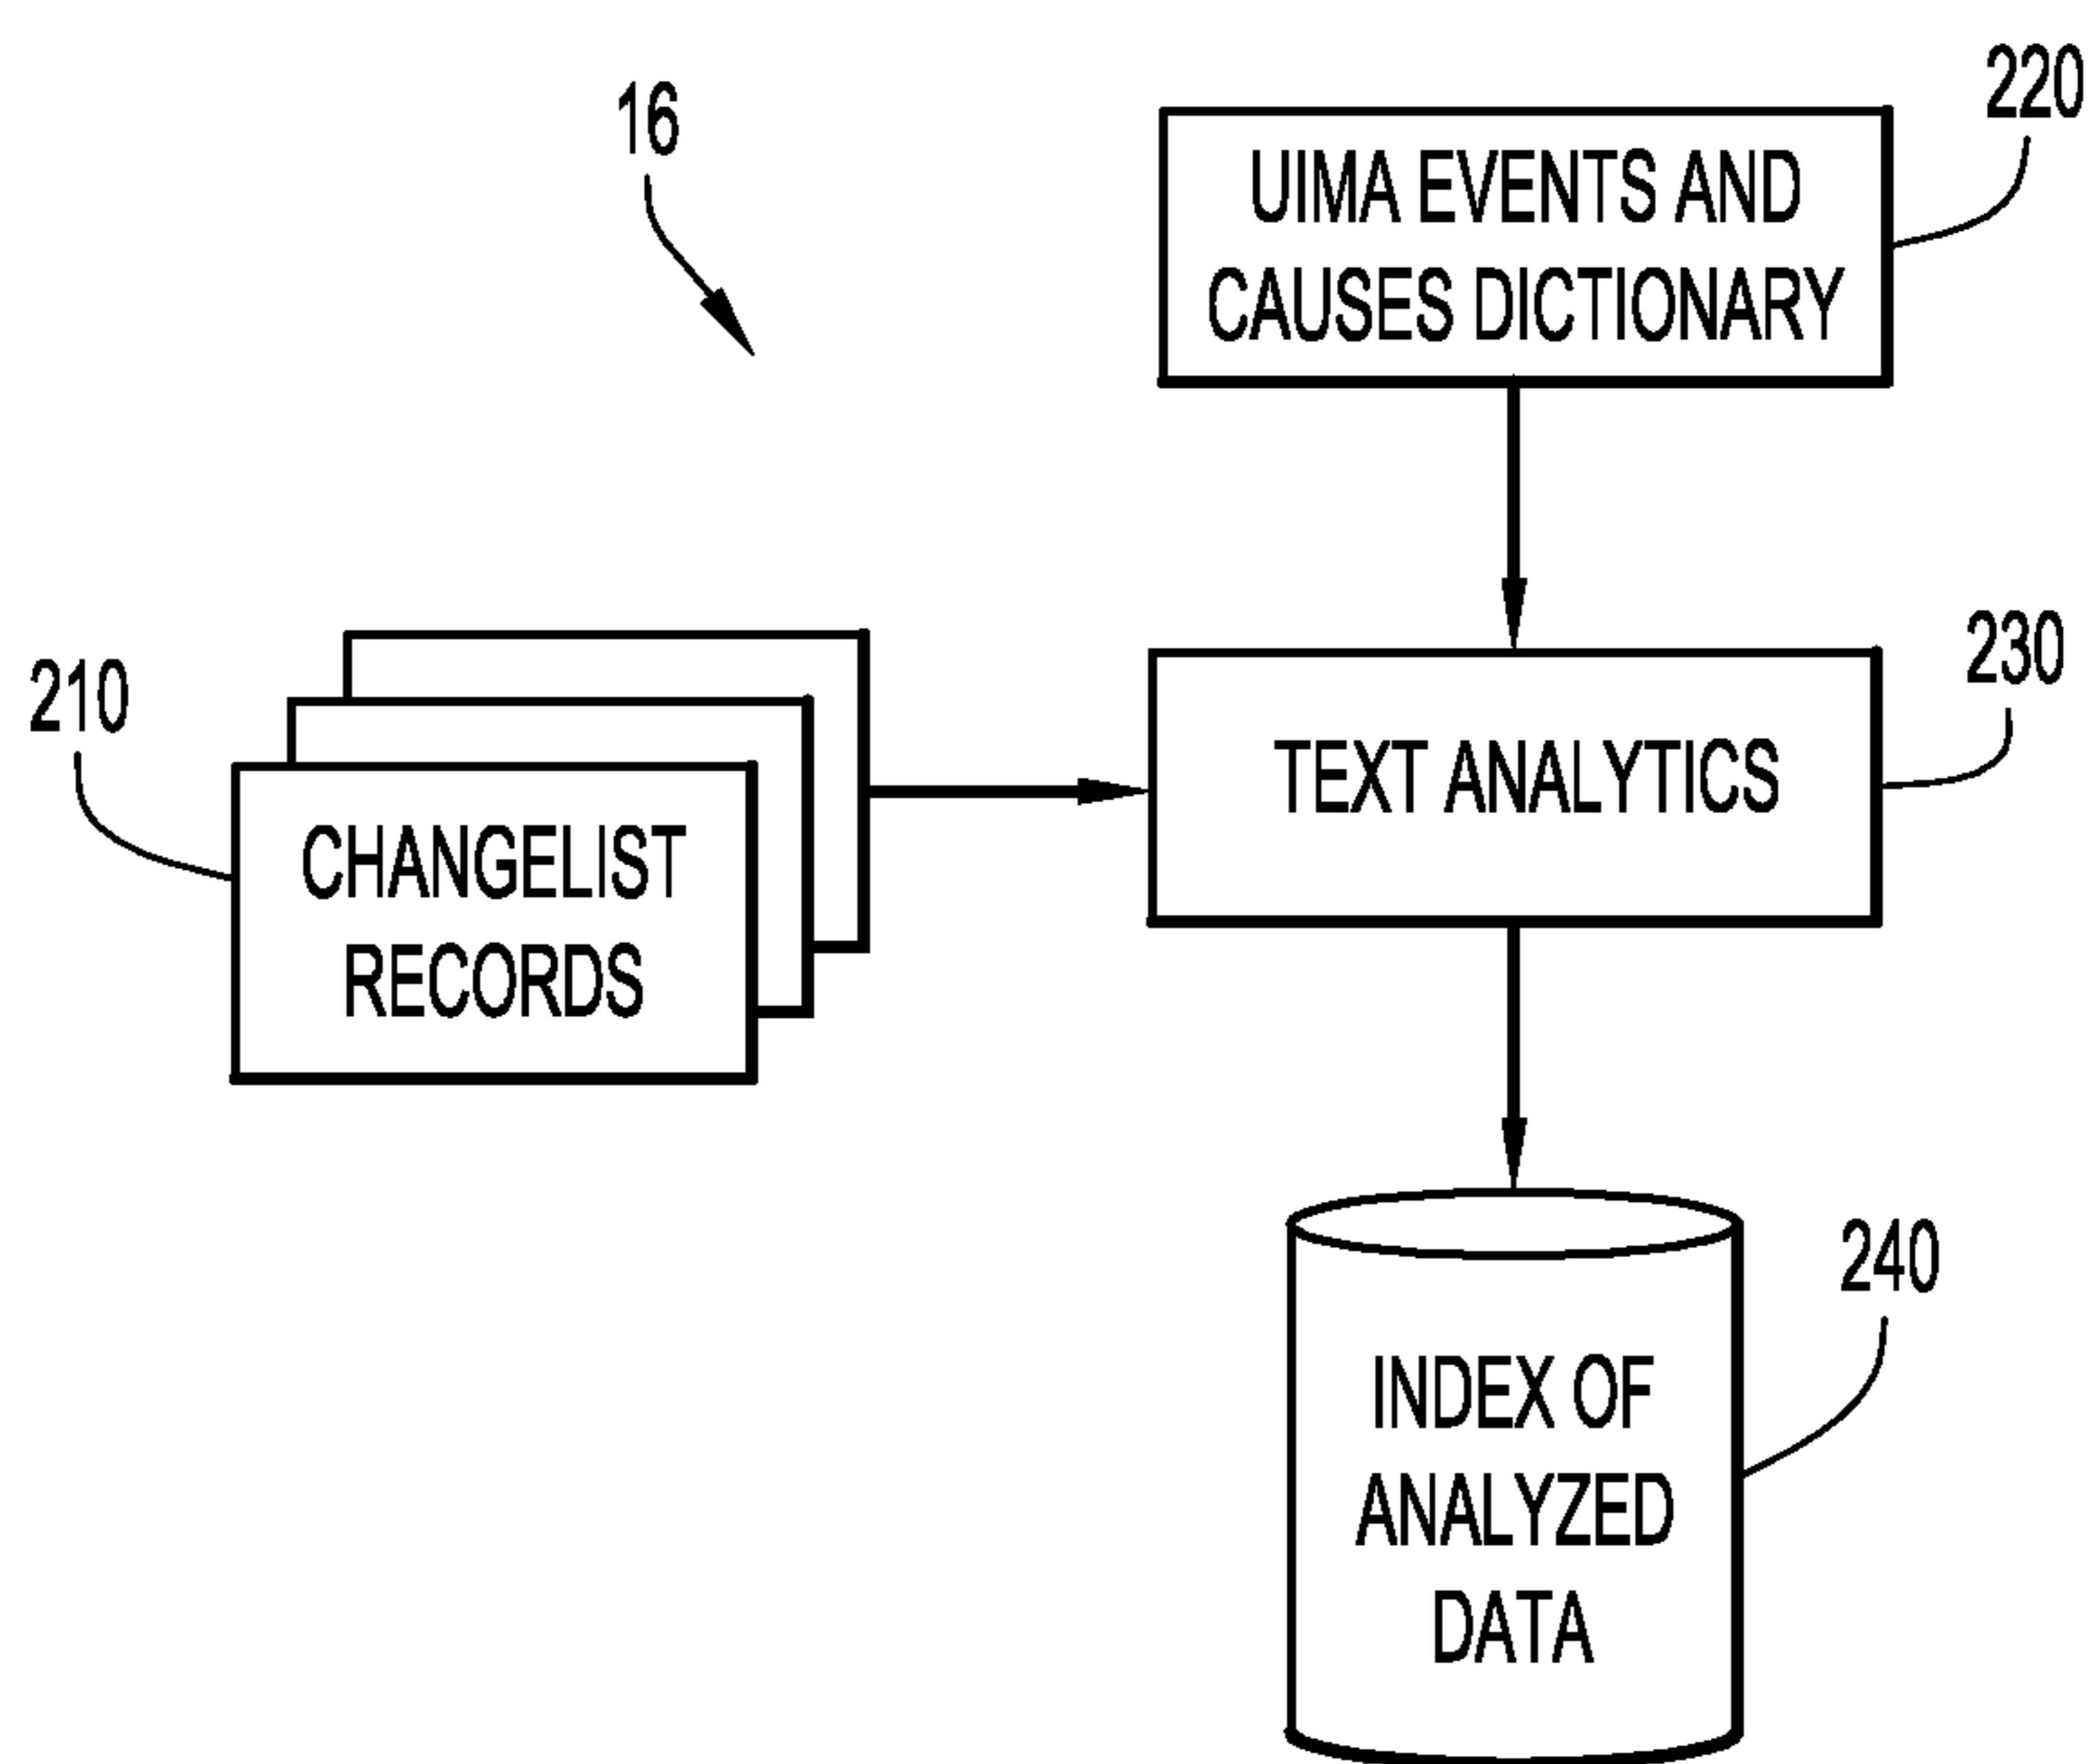 16
220
UIMA EVENTS AND
CAUSES DICTIONARY
210
CHANGELIST
RECORDS
230
TEXT ANALYTICS
240
INDEX OF
ANALYZED
DATA